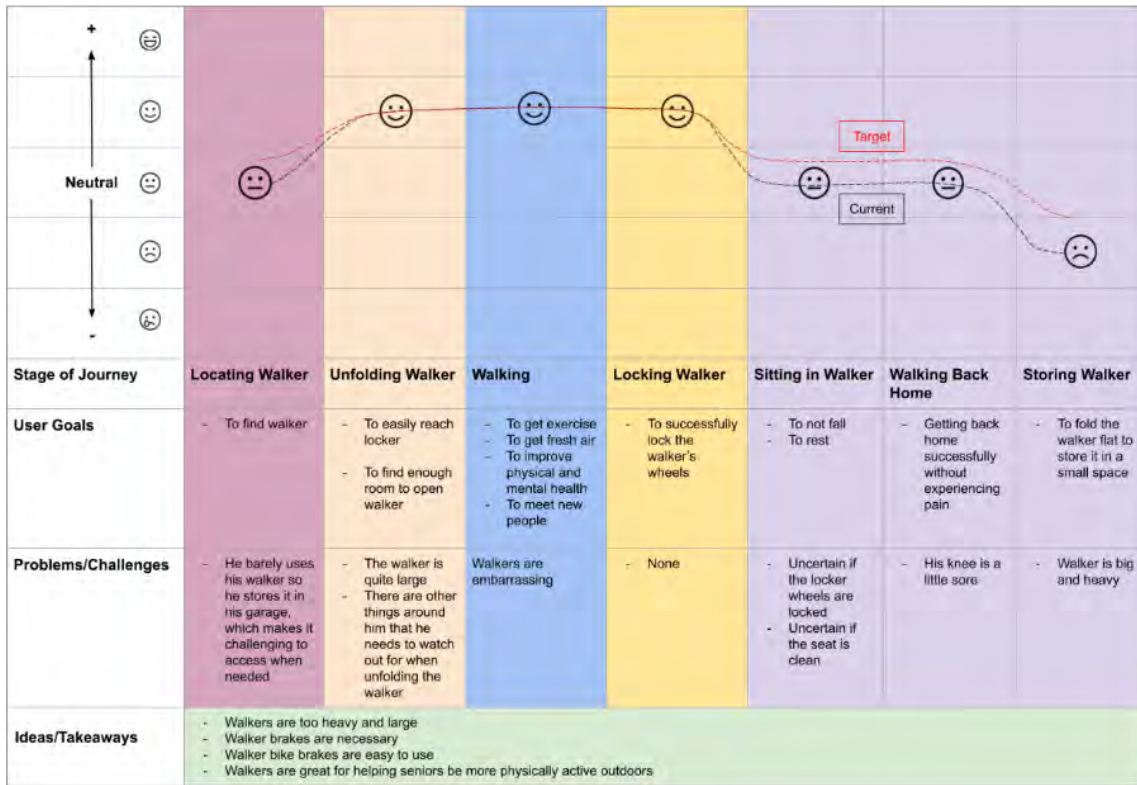 +
Neutral
-
Target
Current
Stage of Journey
Locating Walker
Unfolding Walker
Walking
Locking Walker
Sitting in Walker
Walking Back
Home
Storing Walker
User Goals
- To find walker
- To easily reach
locker
- To find enough
room to open
walker
- To get exercise
- To get fresh air
- To improve
physical and
mental health
- To meet new
people
- To successfully
lock the
walker's
wheels
- To not fall
- To rest
- Getting back
home
successfully
without
experiencing
pain
- To fold the
walker flat to
store it in a
small space
Problems/Challenges
- He barely uses
his walker so
he stores it in
his garage,
which makes it
challenging to
access when
needed
- The walker is
quite large
- There are other
things around
him that he
needs to watch
out for when
unfolding the
walker
Walkers are
embarrassing
- None
- Uncertain if
the locker
wheels are
locked
- Uncertain if
the seat is
clean
- His knee is a
little sore
- Walker is big
and heavy
Ideas/Takeaways
- Walkers are too heavy and large
- Walker brakes are necessary
- Walker bike brakes are easy to use
- Walkers are great for helping seniors be more physically active outdoors